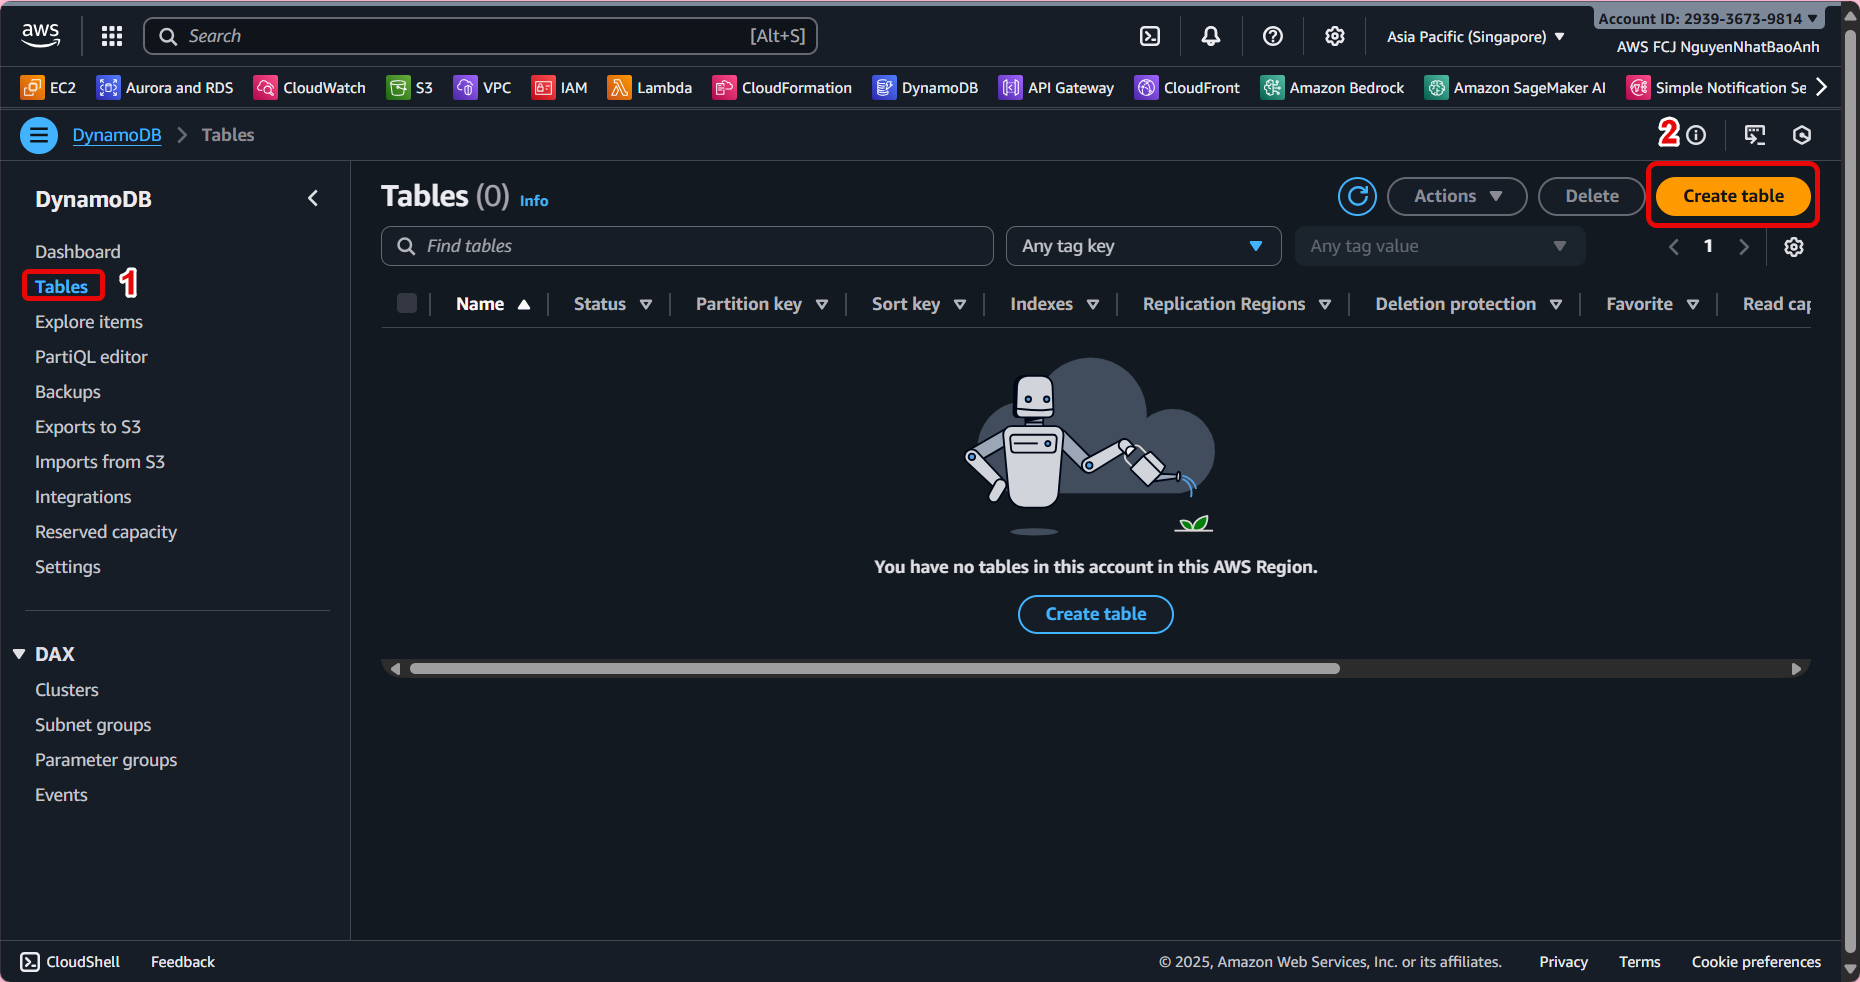 aws
Search [Alt+S]
Asia Pacific (Singapore)
Account ID: 2939-3673-9814
AWS FCJ NguyenNhatBaoAnh
EC2 Aurora and RDS CloudWatch S3 VPC IAM Lambda CloudFormation DynamoDB API Gateway CloudFront Amazon Bedrock Amazon SageMaker AI Simple Notification Se
DynamoDB Tables
2
DynamoDB
Dashboard
Tables 1
Explore items
PartiQL editor
Backups
Exports to S3
Imports from S3
Integrations
Reserved capacity
Settings
DAX
Clusters
Subnet groups
Parameter groups
Events
Tables (0) Info
Actions Delete Create table
Find tables Any tag key Any tag value 1
Name Status Partition key Sort key Indexes Replication Regions Deletion protection Favorite Read cap
You have no tables in this account in this AWS Region.
Create table
CloudShell Feedback © 2025, Amazon Web Services, Inc. or its affiliates. Privacy Terms Cookie preferences